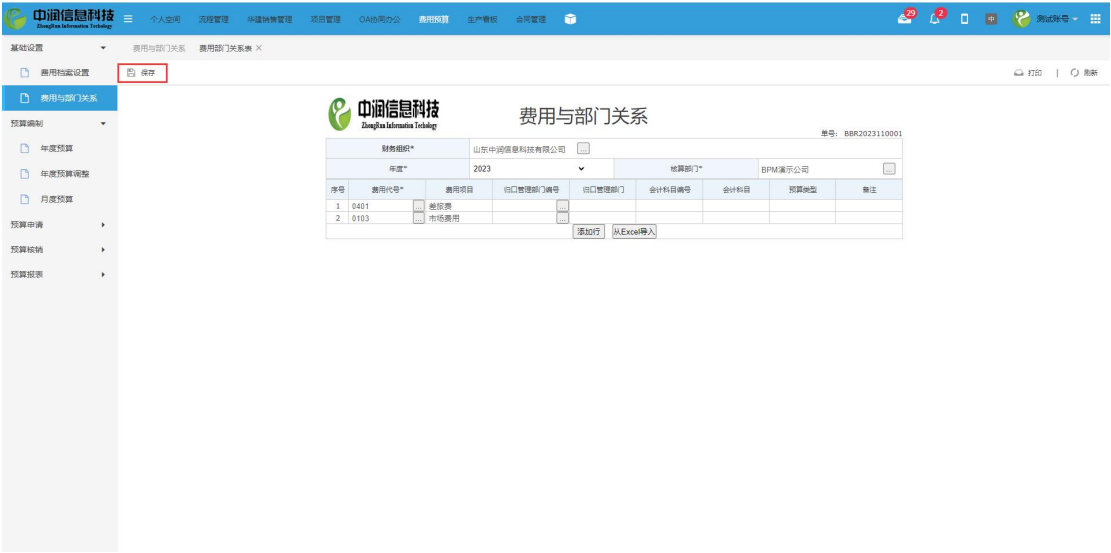 中润信息科技
ZhongRun Information Techology
个人空间 流程管理 华建销售管理 项目管理 OA协同办公 费用预算 生产看板 合同管理
29 2 中 测试账号
基础设置
费用档案设置
费用与部门关系
预算编制
年度预算
年度预算调整
月度预算
预算申请
预算核销
预算报表
费用与部门关系 费用部门关系表 ×
保存
打印 | 刷新
中润信息科技
ZhongRun Information Techology
费用与部门关系
单号: BBR2023110001
财务组织* 山东中润信息科技有限公司 ...
年度* 2023 核算部门* BPM演示公司 ...
序号 费用代号* 费用项目 归口管理部门编号 归口管理部门 会计科目编号 会计科目 预算类型 备注
1 0401 ... 差旅费 ...
2 0103 ... 市场费用 ...
添加行 从Excel导入